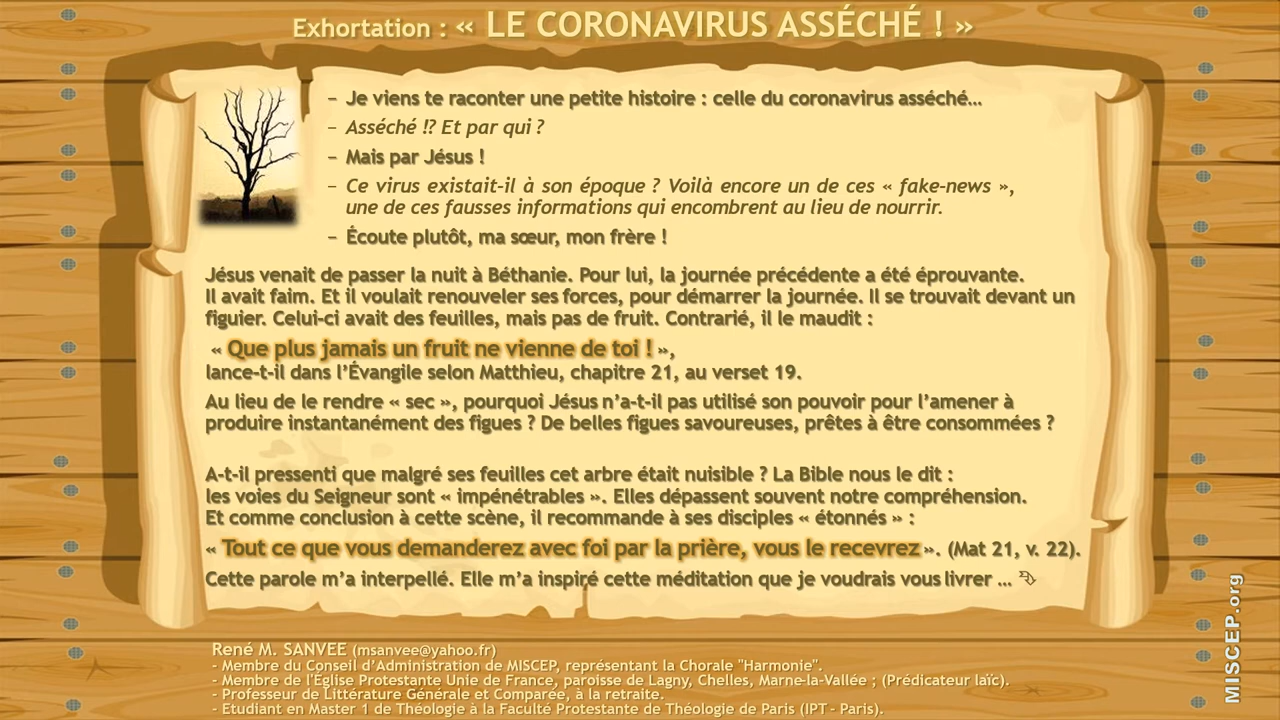 Exhortation : « LE CORONAVIRUS ASSÉCHÉ ! »
– Je viens te raconter une petite histoire : celle du coronavirus asséché…
– Asséché !? Et par qui ?
– Mais par Jésus !
– Ce virus existait-il à son époque ? Voilà encore un de ces « fake-news »,
une de ces fausses informations qui encombrent au lieu de nourrir.
– Écoute plutôt, ma sœur, mon frère !
Jésus venait de passer la nuit à Béthanie. Pour lui, la journée précédente a été éprouvante.
Il avait faim. Et il voulait renouveler ses forces, pour démarrer la journée. Il se trouvait devant un
figuier. Celui-ci avait des feuilles, mais pas de fruit. Contrarié, il le maudit :
« Que plus jamais un fruit ne vienne de toi ! »,
lance-t-il dans l’Évangile selon Matthieu, chapitre 21, au verset 19.
Au lieu de le rendre « sec », pourquoi Jésus n’a-t-il pas utilisé son pouvoir pour l’amener à
produire instantanément des figues ? De belles figues savoureuses, prêtes à être consommées ?
A-t-il pressenti que malgré ses feuilles cet arbre était nuisible ? La Bible nous le dit :
les voies du Seigneur sont « impénétrables ». Elles dépassent souvent notre compréhension.
Et comme conclusion à cette scène, il recommande à ses disciples « étonnés » :
« Tout ce que vous demanderez avec foi par la prière, vous le recevrez ». (Mat 21, v. 22).
Cette parole m’a interpellé. Elle m’a inspiré cette méditation que je voudrais vous livrer …
René M. SANVEE (msanvee@yahoo.fr)
- Membre du Conseil d’Administration de MISCEP, représentant la Chorale "Harmonie".
- Membre de l'Église Protestante Unie de France, paroisse de Lagny, Chelles, Marne-la-Vallée ; (Prédicateur laïc).
- Professeur de Littérature Générale et Comparée, à la retraite.
- Etudiant en Master 1 de Théologie à la Faculté Protestante de Théologie de Paris (IPT - Paris).
MISCEP.org